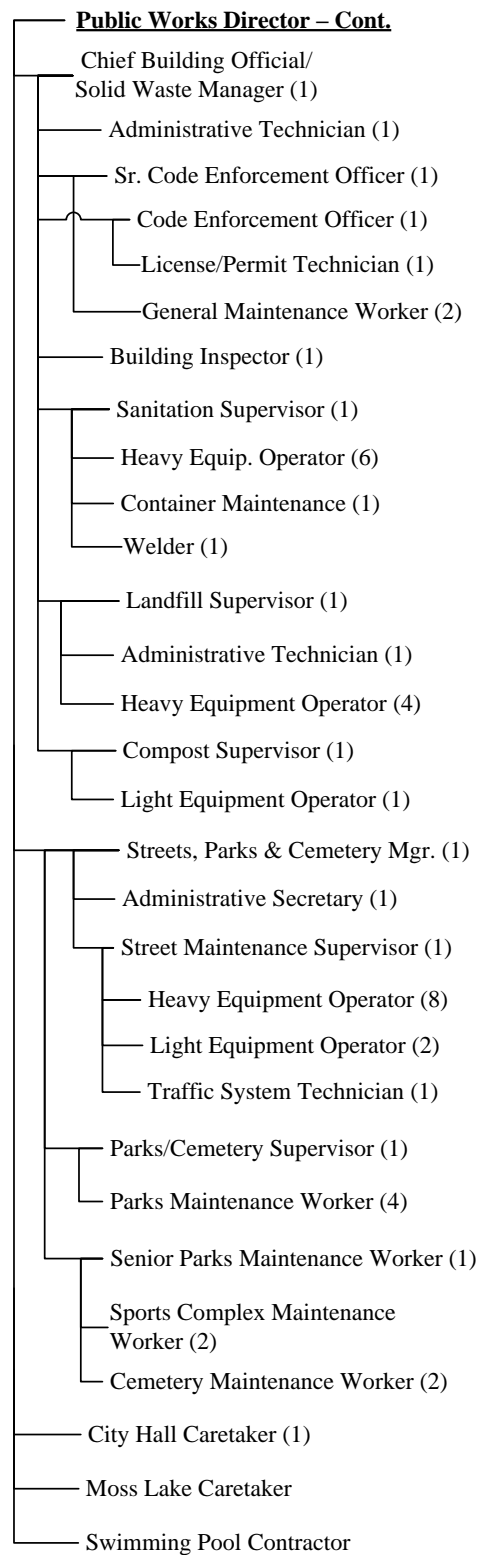 Public Works Director – Cont.
Chief Building Official/
Solid Waste Manager (1)
Administrative Technician (1)
Sr. Code Enforcement Officer (1)
Code Enforcement Officer (1)
License/Permit Technician (1)
General Maintenance Worker (2)
Building Inspector (1)
Sanitation Supervisor (1)
Heavy Equip. Operator (6)
Container Maintenance (1)
Welder (1)
Landfill Supervisor (1)
Administrative Technician (1)
Heavy Equipment Operator (4)
Compost Supervisor (1)
Light Equipment Operator (1)
Streets, Parks & Cemetery Mgr. (1)
Administrative Secretary (1)
Street Maintenance Supervisor (1)
Heavy Equipment Operator (8)
Light Equipment Operator (2)
Traffic System Technician (1)
Parks/Cemetery Supervisor (1)
Parks Maintenance Worker (4)
Senior Parks Maintenance Worker (1)
Sports Complex Maintenance
Worker (2)
Cemetery Maintenance Worker (2)
City Hall Caretaker (1)
Moss Lake Caretaker
Swimming Pool Contractor